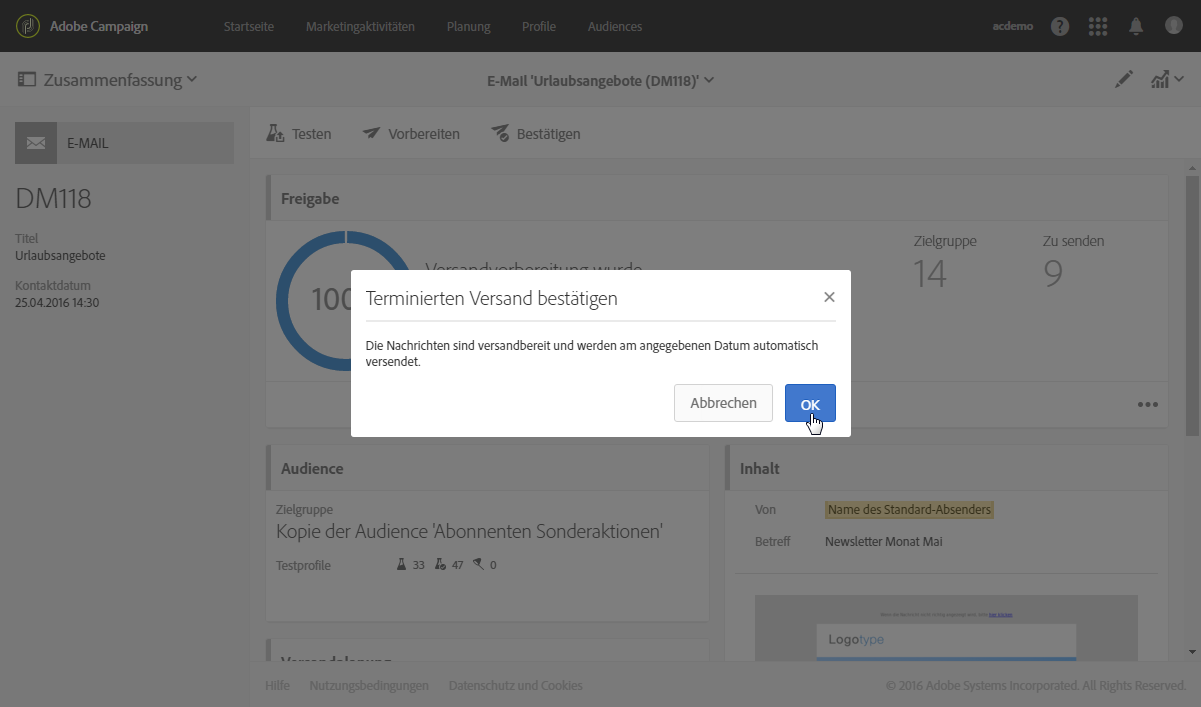 Adobe Campaign
Startseite
Marketingaktivitäten
Planung
Profile
Audiences
acdemo
Zusammenfassung
E-Mail 'Urlaubsangebote (DM118)'
E-MAIL
DM118
Titel
Urlaubsangebote
Kontaktdatum
25.04.2016 14:30
Testen
Vorbereiten
Bestätigen
Freigabe
100
Versandvorbereitung wurde
Zielgruppe
14
Zu senden
9
Terminierten Versand bestätigen
Die Nachrichten sind versandbereit und werden am angegebenen Datum automatisch
versendet.
Abbrechen
OK
Audience
Zielgruppe
Kopie der Audience 'Abonnenten Sonderaktionen'
Testprofile
33
47
0
Inhalt
Von
Name des Standard-Absenders
Betreff
Newsletter Monat Mai
Logotype
Versandplanung
Hilfe
Nutzungsbedingungen
Datenschutz und Cookies
© 2016 Adobe Systems Incorporated. All Rights Reserved.